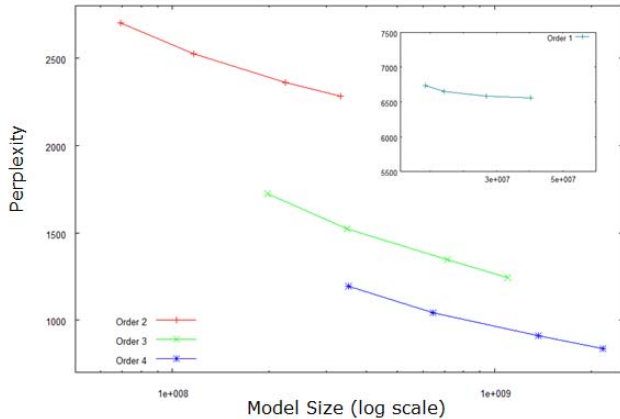 2500
2000
1500
1000
Perplexity
7500
7000
6500
6000
5500
Order 1
3e+007
5e+007
Order 2
Order 3
Order 4
1e+008
1e+009
Model Size (log scale)